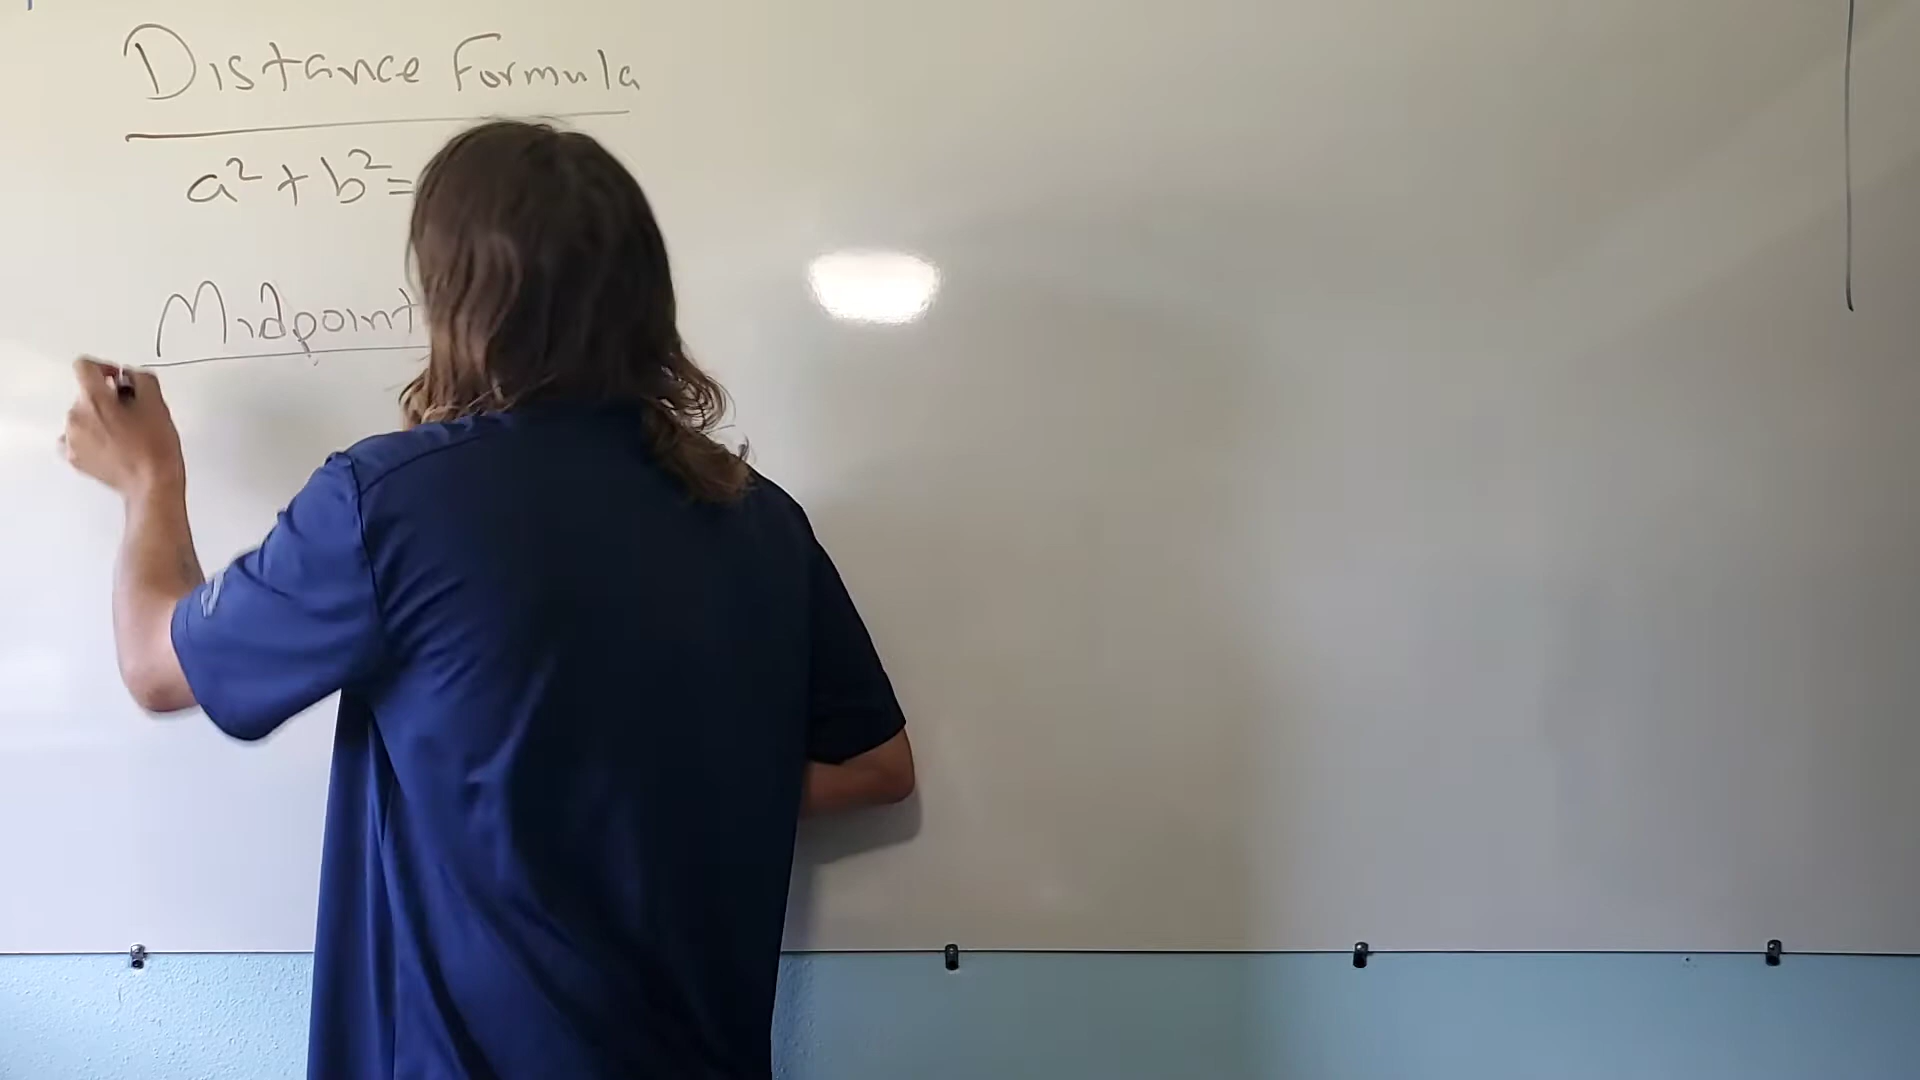 Distance Formula
a² + b² =
Midpoint